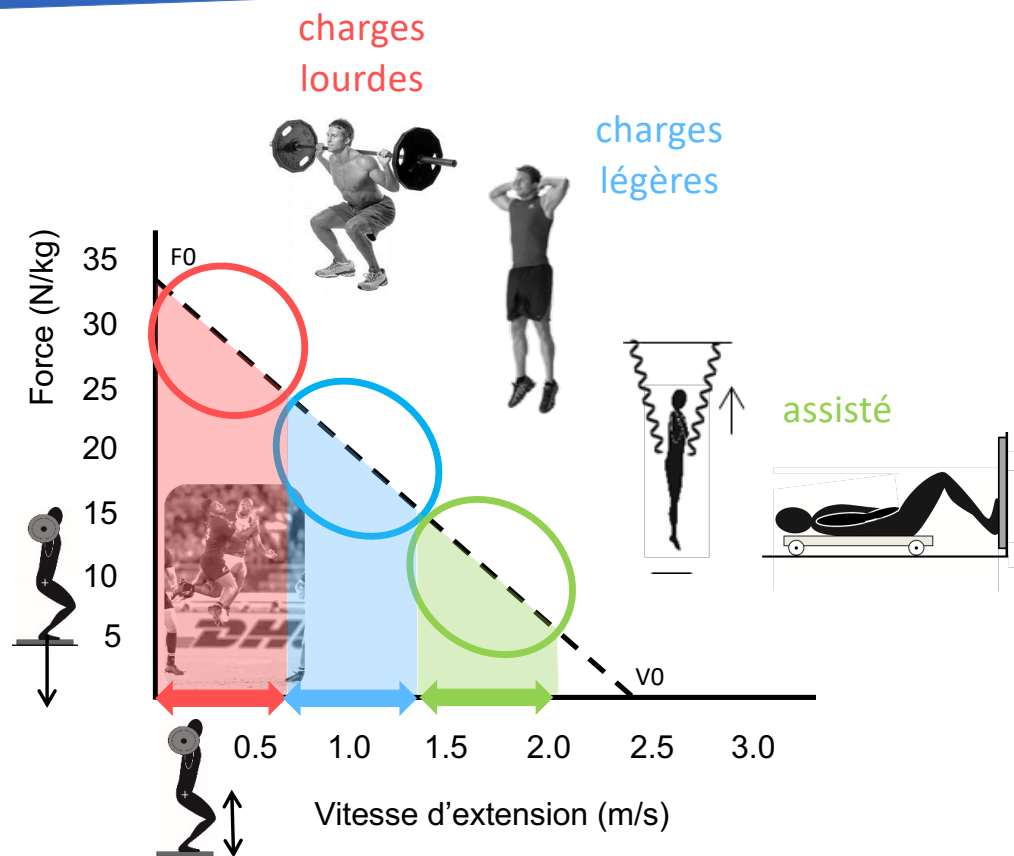 charges
lourdes
charges
légères
Force (N/kg)
35
F0
30
25
20
15
10
5
assisté
DH
V0
0.5 1.0 1.5 2.0 2.5 3.0
Vitesse d’extension (m/s)